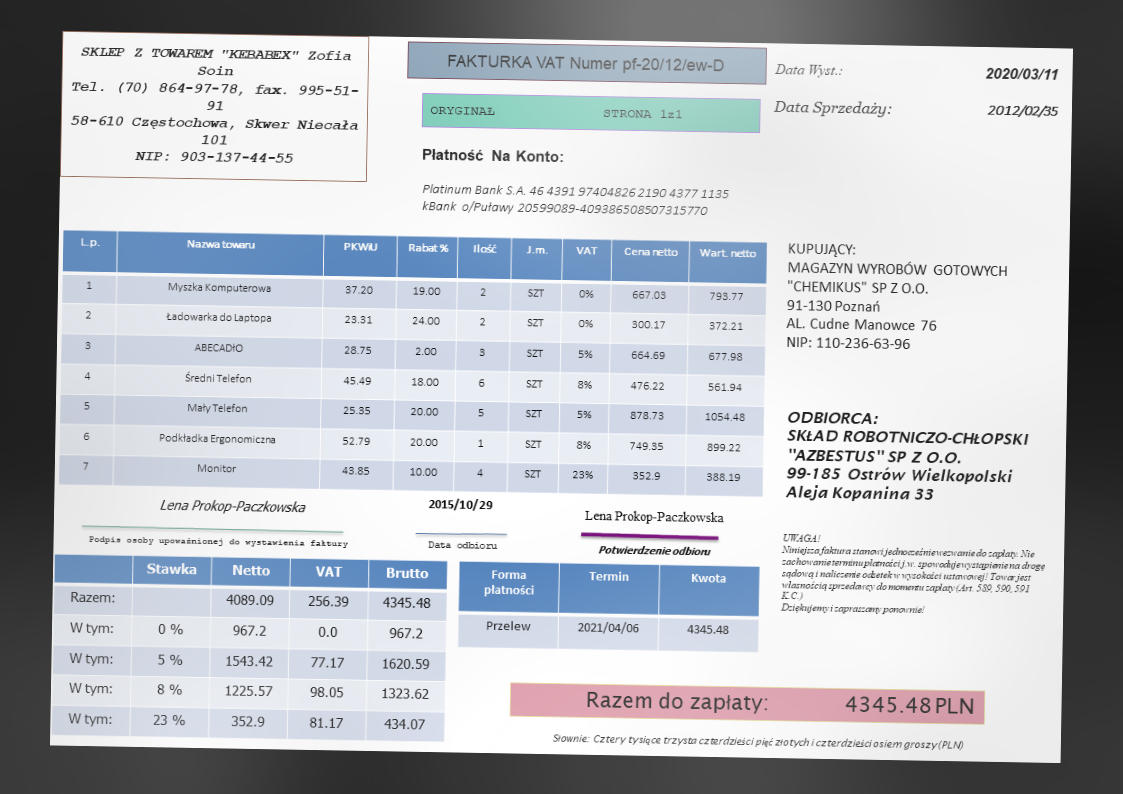 SKLEP Z TOWAREM "KEBABEX" Zofia
Soin
Tel. (70) 864-97-78, fax. 995-51-
91
58-610 Częstochowa, Skwer Niecała
101
NIP: 903-137-44-55
FAKTURKA VAT Numer pf-20/12/ew-D
ORYGINAŁ STRONA 1z1
Data Wyst.: 2020/03/11
Data Sprzedaży: 2012/02/35
Płatność Na Konto:
Platinum Bank S.A. 46 4391 97404826 2190 4377 1135
kBank o/Puławy 20599089-409386508507315770
L.p. Nazwa towaru PKWiU Rabat % Ilość J.m. VAT Cena netto Wart. netto
1 Myszka Komputerowa 37.20 19.00 2 SZT 0% 667.03 793.77
2 Ładowarka do Laptopa 23.31 24.00 2 SZT 0% 300.17 372.21
3 ABECADŁO 28.75 2.00 3 SZT 5% 664.69 677.98
4 Średni Telefon 45.49 18.00 6 SZT 8% 476.22 561.94
5 Mały Telefon 25.35 20.00 5 SZT 5% 878.73 1054.48
6 Podkładka Ergonomiczna 52.79 20.00 1 SZT 8% 749.35 899.22
7 Monitor 43.85 10.00 4 SZT 23% 352.9 388.19
KUPUJĄCY:
MAGAZYN WYROBÓW GOTOWYCH
"CHEMIKUS" SP Z O.O.
91-130 Poznań
AL. Cudne Manowce 76
NIP: 110-236-63-96
ODBIORCA:
SKŁAD ROBOTNICZO-CHŁOPSKI
"AZBESTUS" SP Z O.O.
99-185 Ostrów Wielkopolski
Aleja Kopanina 33
Lena Prokop-Paczkowska
Podpis osoby upoważnionej do wystawienia faktury
2015/10/29
Data odbioru
Lena Prokop-Paczkowska
Potwierdzenie odbioru
UWAGA!
Niniejsza faktura stanowi jednocześnie wezwanie do zapłaty. Nie
zachowanie terminu płatności j.w. spowoduje wystąpienie na drogę
sądową i naliczenie odsetek w wysokości ustawowej! Towar jest
własnością sprzedawcy do momentu zapłaty (Art. 589, 590, 591
K.C.)
Dziękujemy i zapraszamy ponownie!
Stawka Netto VAT Brutto
Razem: 4089.09 256.39 4345.48
W tym: 0 % 967.2 0.0 967.2
W tym: 5 % 1543.42 77.17 1620.59
W tym: 8 % 1225.57 98.05 1323.62
W tym: 23 % 352.9 81.17 434.07
Forma płatności Termin Kwota
Przelew 2021/04/06 4345.48
Razem do zapłaty: 4345.48 PLN
Słownie: Cztery tysiące trzysta czterdzieści pięć złotych i czterdzieści osiem groszy (PLN)